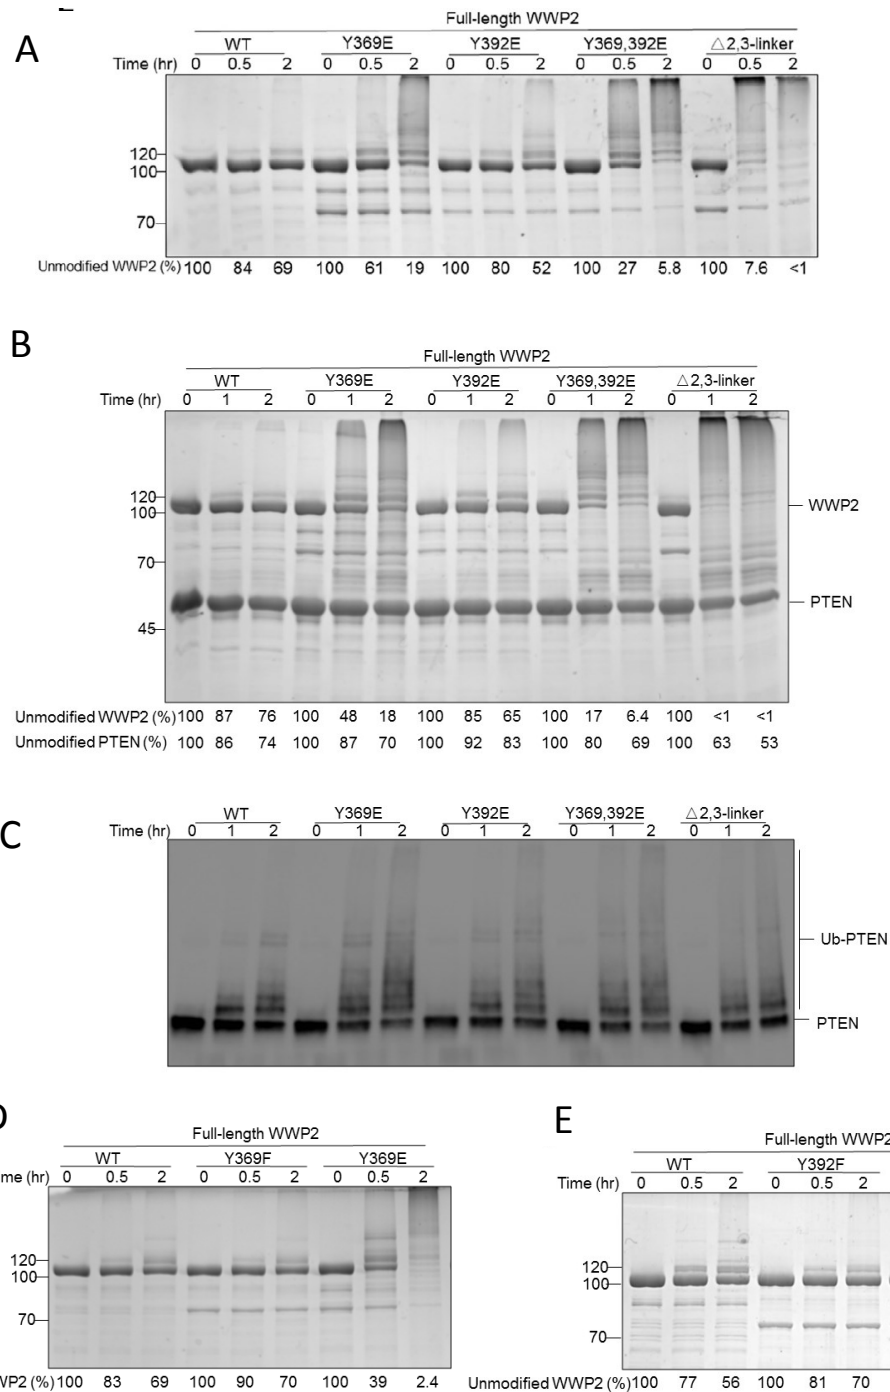 A
Full-length WWP2
WT Y369E Y392E Y369,392E △2,3-linker
Time (hr) 0 0.5 2 0 0.5 2 0 0.5 2 0 0.5 2 0 0.5 2
120
100
70
Unmodified WWP2 (%) 100 84 69 100 61 19 100 80 52 100 27 5.8 100 7.6 <1
B
Full-length WWP2
WT Y369E Y392E Y369,392E △2,3-linker
Time (hr) 0 1 2 0 1 2 0 1 2 0 1 2 0 1 2
120
100
WWP2
70
PTEN
45
Unmodified WWP2 (%) 100 87 76 100 48 18 100 85 65 100 17 6.4 100 <1 <1
Unmodified PTEN (%) 100 86 74 100 87 70 100 92 83 100 80 69 100 63 53
C
WT Y369E Y392E Y369,392E △2,3-linker
Time (hr) 0 1 2 0 1 2 0 1 2 0 1 2 0 1 2
Ub-PTEN
PTEN
Full-length WWP2
WT Y369F Y369E
me (hr) 0 0.5 2 0 0.5 2 0 0.5 2
120
100
70
WP2 (%) 100 83 69 100 90 70 100 39 2.4
E
Full-length WWP2
WT Y392F
Time (hr) 0 0.5 2 0 0.5 2
120
100
70
Unmodified WWP2 (%) 100 77 56 100 81 70